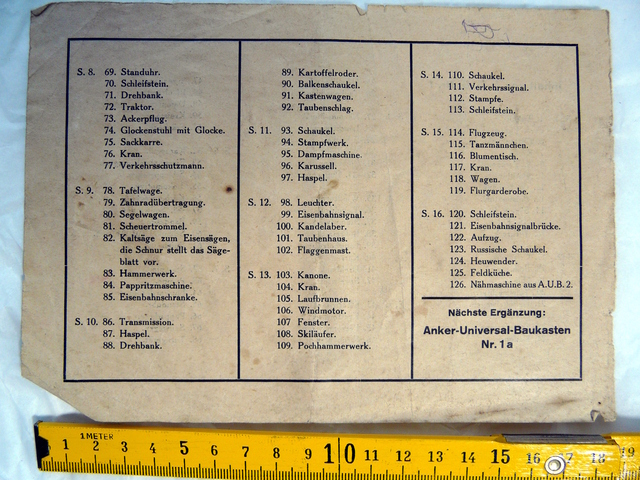 S. 8. 69. Standuhr.
70. Schleifstein.
71. Drehbank.
72. Traktor.
73. Ackerpflug.
74. Glockenstuhl mit Glocke.
75. Sackkarre.
76. Kran.
77. Verkehrsschutzmann.
S. 9. 78. Tafelwage.
79. Zahnradübertragung.
80. Segelwagen.
81. Scheuertrommel.
82. Kaltsäge zum Eisensägen,
die Schnur stellt das Säge-
blatt vor.
83. Hammerwerk.
84. Pappritzmaschine.
85. Eisenbahnschranke.
S. 10. 86. Transmission.
87. Haspel.
88. Drehbank.
89. Kartoffelroder.
90. Balkenschaukel.
91. Kastenwagen.
92. Taubenschlag.
S. 11. 93. Schaukel.
94. Stampfwerk.
95. Dampfmaschine.
96. Karussell.
97. Haspel.
S. 12. 98. Leuchter.
99. Eisenbahnsignal.
100. Kandelaber.
101. Taubenhaus.
102. Flaggenmast.
S. 13. 103. Kanone.
104. Kran.
105. Laufbrunnen.
106. Windmotor.
107. Fenster.
108. Skiläufer.
109. Pochhammerwerk.
S. 14. 110. Schaukel.
111. Verkehrssignal.
112. Stampfe.
113. Schleifstein.
S. 15. 114. Flugzeug.
115. Tanzmännchen.
116. Blumentisch.
117. Kran.
118. Wagen.
119. Flurgarderobe.
S. 16. 120. Schleifstein.
121. Eisenbahnsignalbrücke.
122. Aufzug.
123. Russische Schaukel.
124. Heuwender.
125. Feldküche.
126. Nähmaschine aus A.U.B. 2.
Nächste Ergänzung:
Anker-Universal-Baukasten
Nr. 1a
1 METER
1 2 3 4 5 6 7 8 9 10 11 12 13 14 15 16 17 18 19